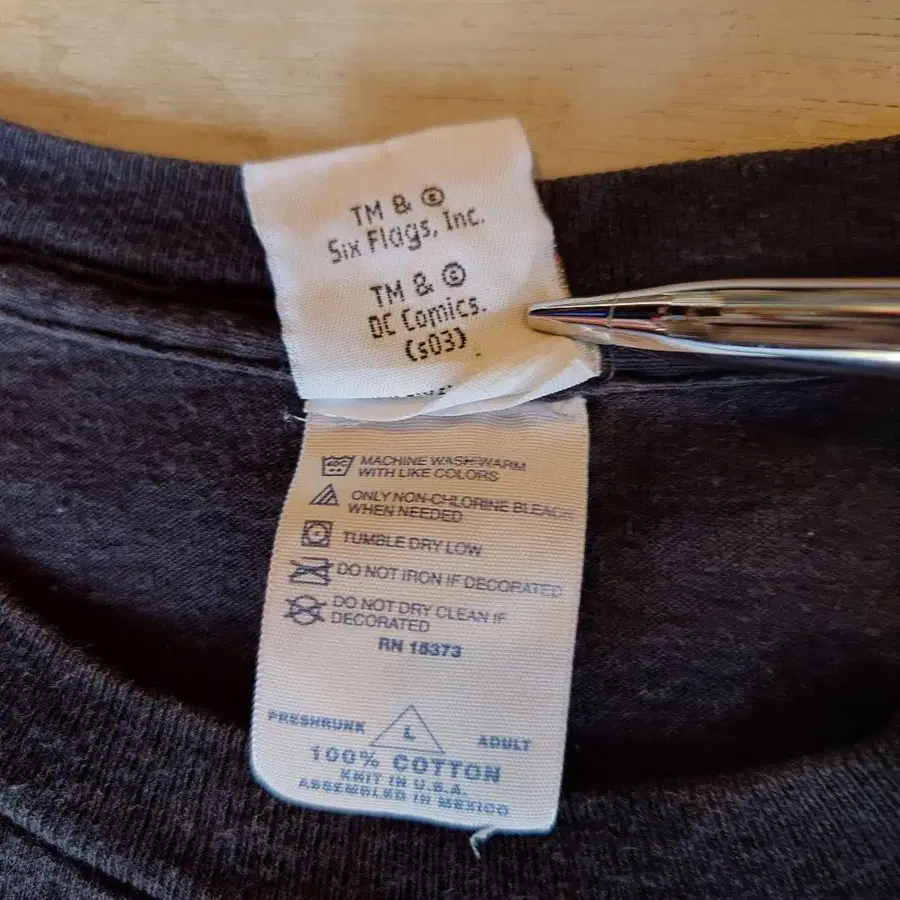 TM & ©
Six Flags, Inc.
TM & ©
DC Comics.
(s03)
MACHINE WASH WARM
WITH LIKE COLORS
ONLY NON-CHLORINE BLEACH
WHEN NEEDED
TUMBLE DRY LOW
DO NOT IRON IF DECORATED
DO NOT DRY CLEAN IF
DECORATED
RN 15373
PRESHRUNK L ADULT
100% COTTON
KNIT IN U.S.A.
ASSEMBLED IN MEXICO